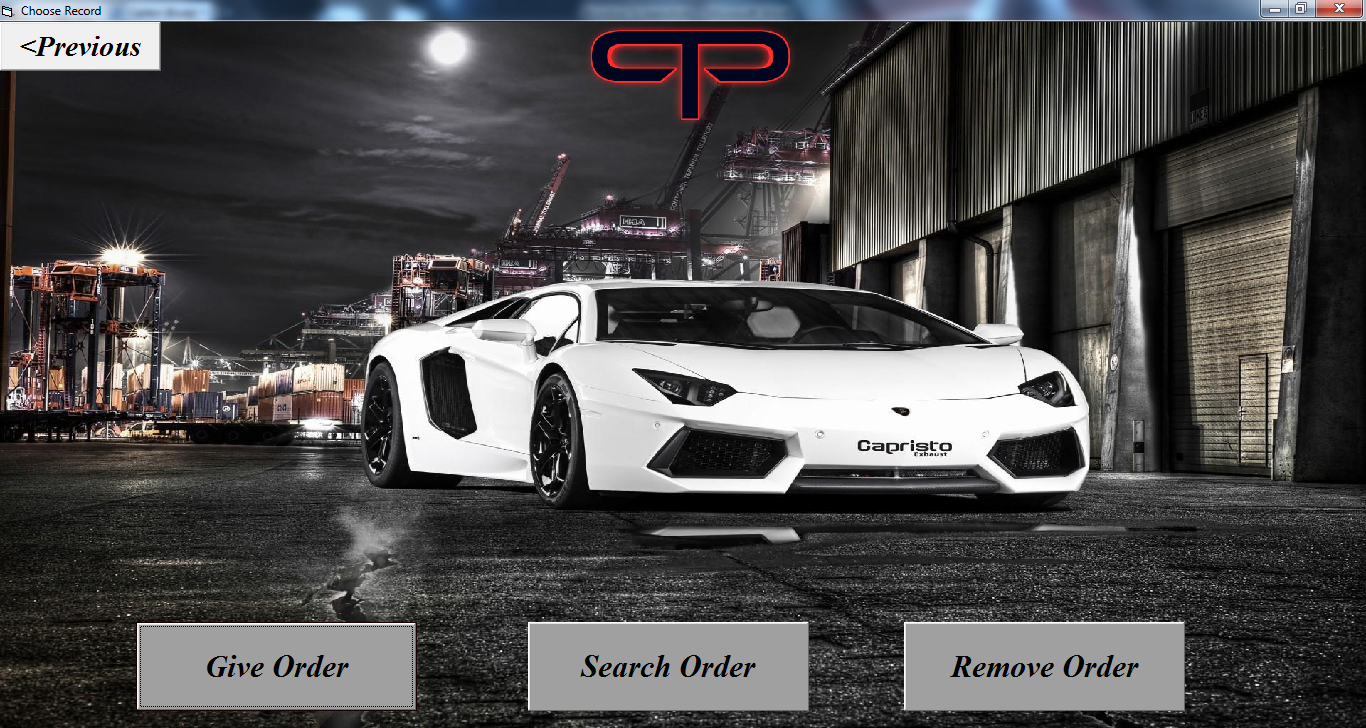 Choose Record
<Previous
Give Order
Search Order
Remove Order
Capristo
Exhaust